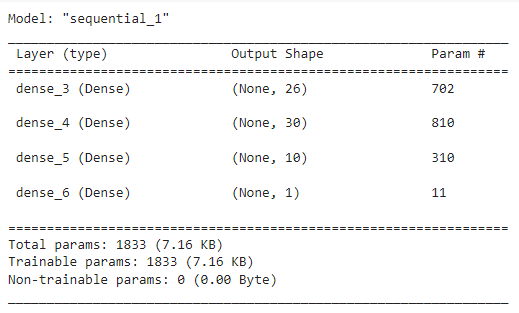 Model: "sequential_1"
Layer (type) Output Shape Param #
dense_3 (Dense) (None, 26) 702
dense_4 (Dense) (None, 30) 810
dense_5 (Dense) (None, 10) 310
dense_6 (Dense) (None, 1) 11
Total params: 1833 (7.16 KB)
Trainable params: 1833 (7.16 KB)
Non-trainable params: 0 (0.00 Byte)